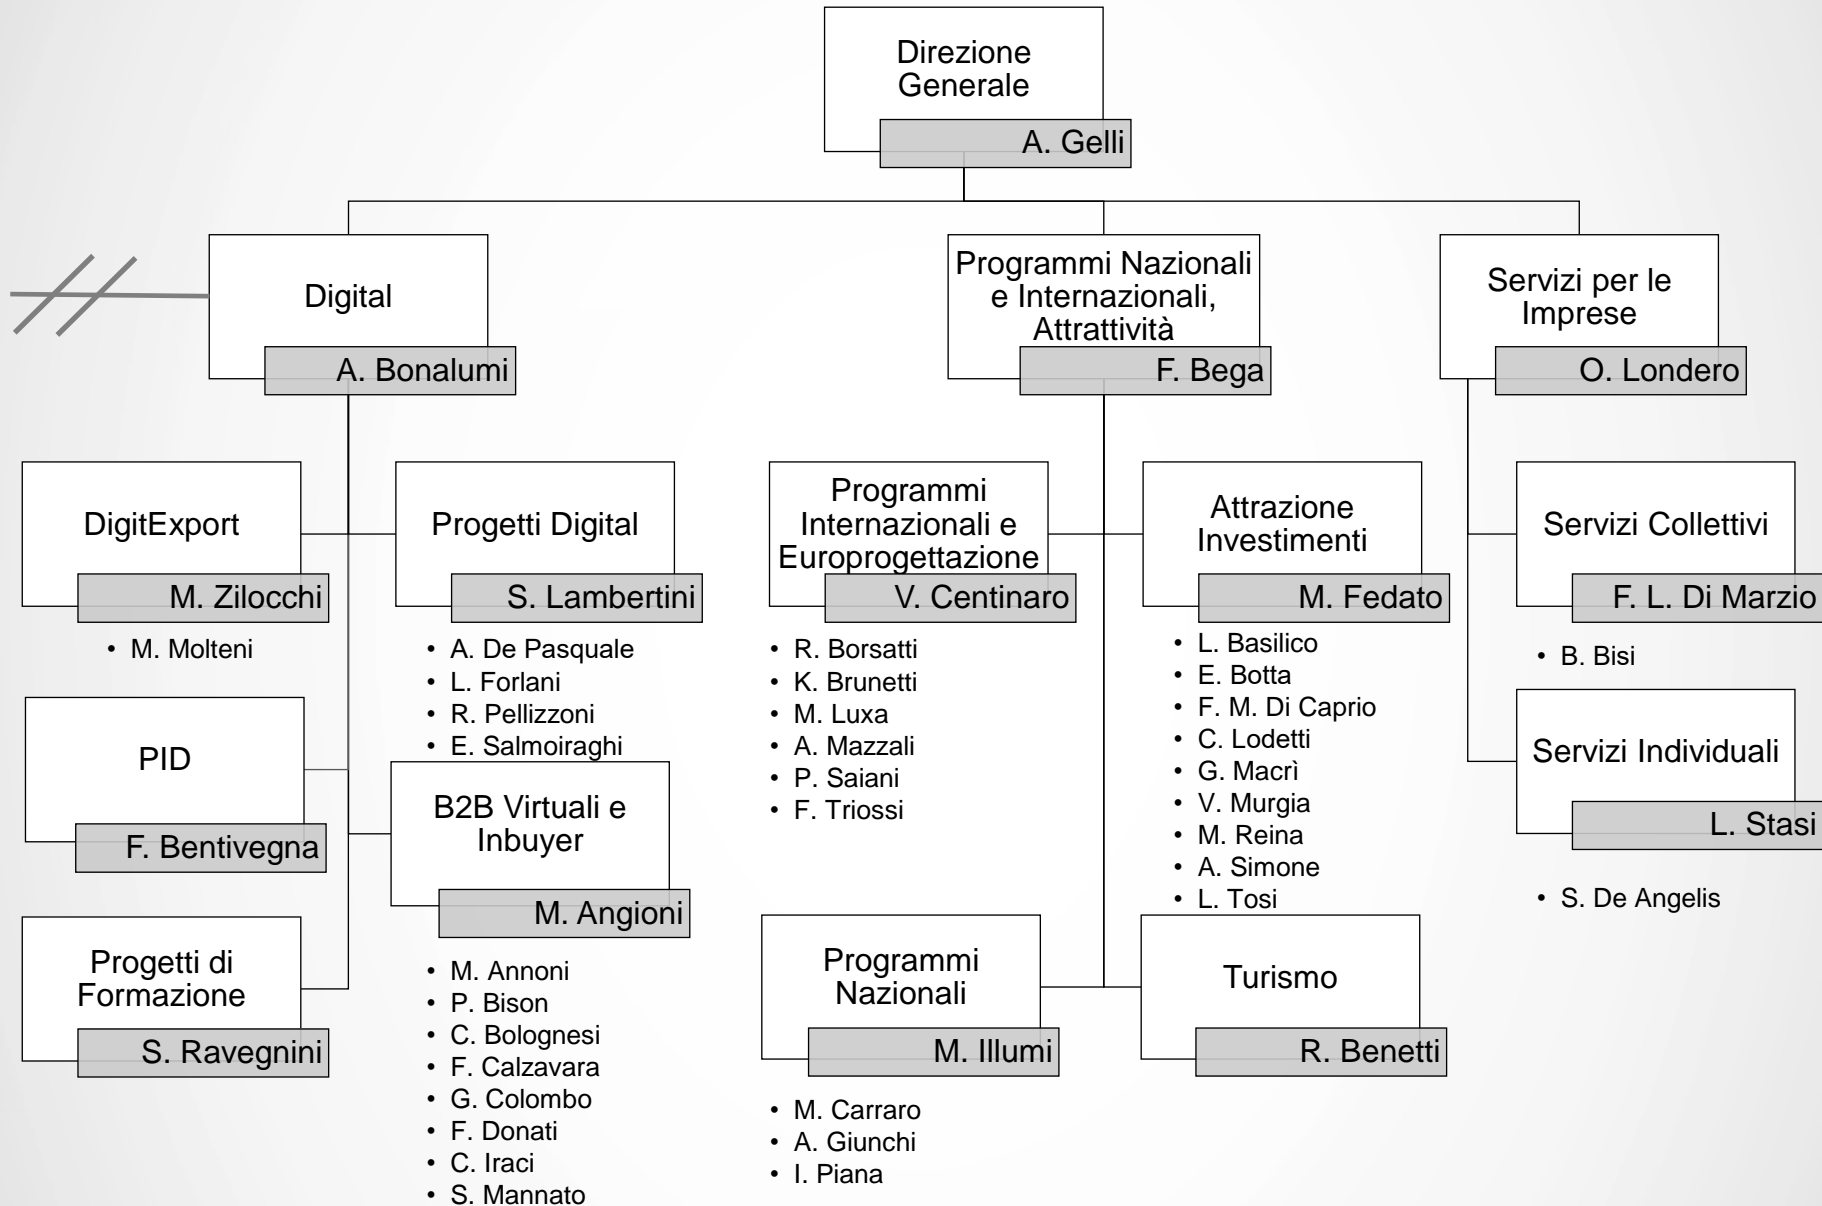 Direzione
Generale
A. Gelli
Digital
A. Bonalumi
Programmi Nazionali
e Internazionali,
Attrattività
F. Bega
Servizi per le
Imprese
O. Londero
DigitExport
M. Zilocchi
• M. Molteni
Progetti Digital
S. Lambertini
• A. De Pasquale
• L. Forlani
• R. Pellizzoni
• E. Salmoiraghi
PID
F. Bentivegna
B2B Virtuali e
Inbuyer
M. Angioni
• M. Annoni
• P. Bison
• C. Bolognesi
• F. Calzavara
• G. Colombo
• F. Donati
• C. Iraci
• S. Mannato
Progetti di
Formazione
S. Ravegnini
Programmi
Internazionali e
Europrogettazione
V. Centinaro
• R. Borsatti
• K. Brunetti
• M. Luxa
• A. Mazzali
• P. Saiani
• F. Triossi
Attrazione
Investimenti
M. Fedato
• L. Basilico
• E. Botta
• F. M. Di Caprio
• C. Lodetti
• G. Macrì
• V. Murgia
• M. Reina
• A. Simone
• L. Tosi
Programmi
Nazionali
M. Illumi
• M. Carraro
• A. Giunchi
• I. Piana
Turismo
R. Benetti
Servizi Collettivi
F. L. Di Marzio
• B. Bisi
Servizi Individuali
L. Stasi
• S. De Angelis